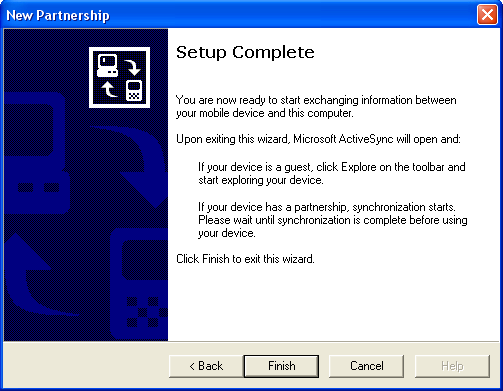 New Partnership
Setup Complete
You are now ready to start exchanging information between
your mobile device and this computer.
Upon exiting this wizard, Microsoft ActiveSync will open and:
If your device is a guest, click Explore on the toolbar and
start exploring your device.
If your device has a partnership, synchronization starts.
Please wait until synchronization is complete before using
your device.
Click Finish to exit this wizard.
< Back
Finish
Cancel
Help